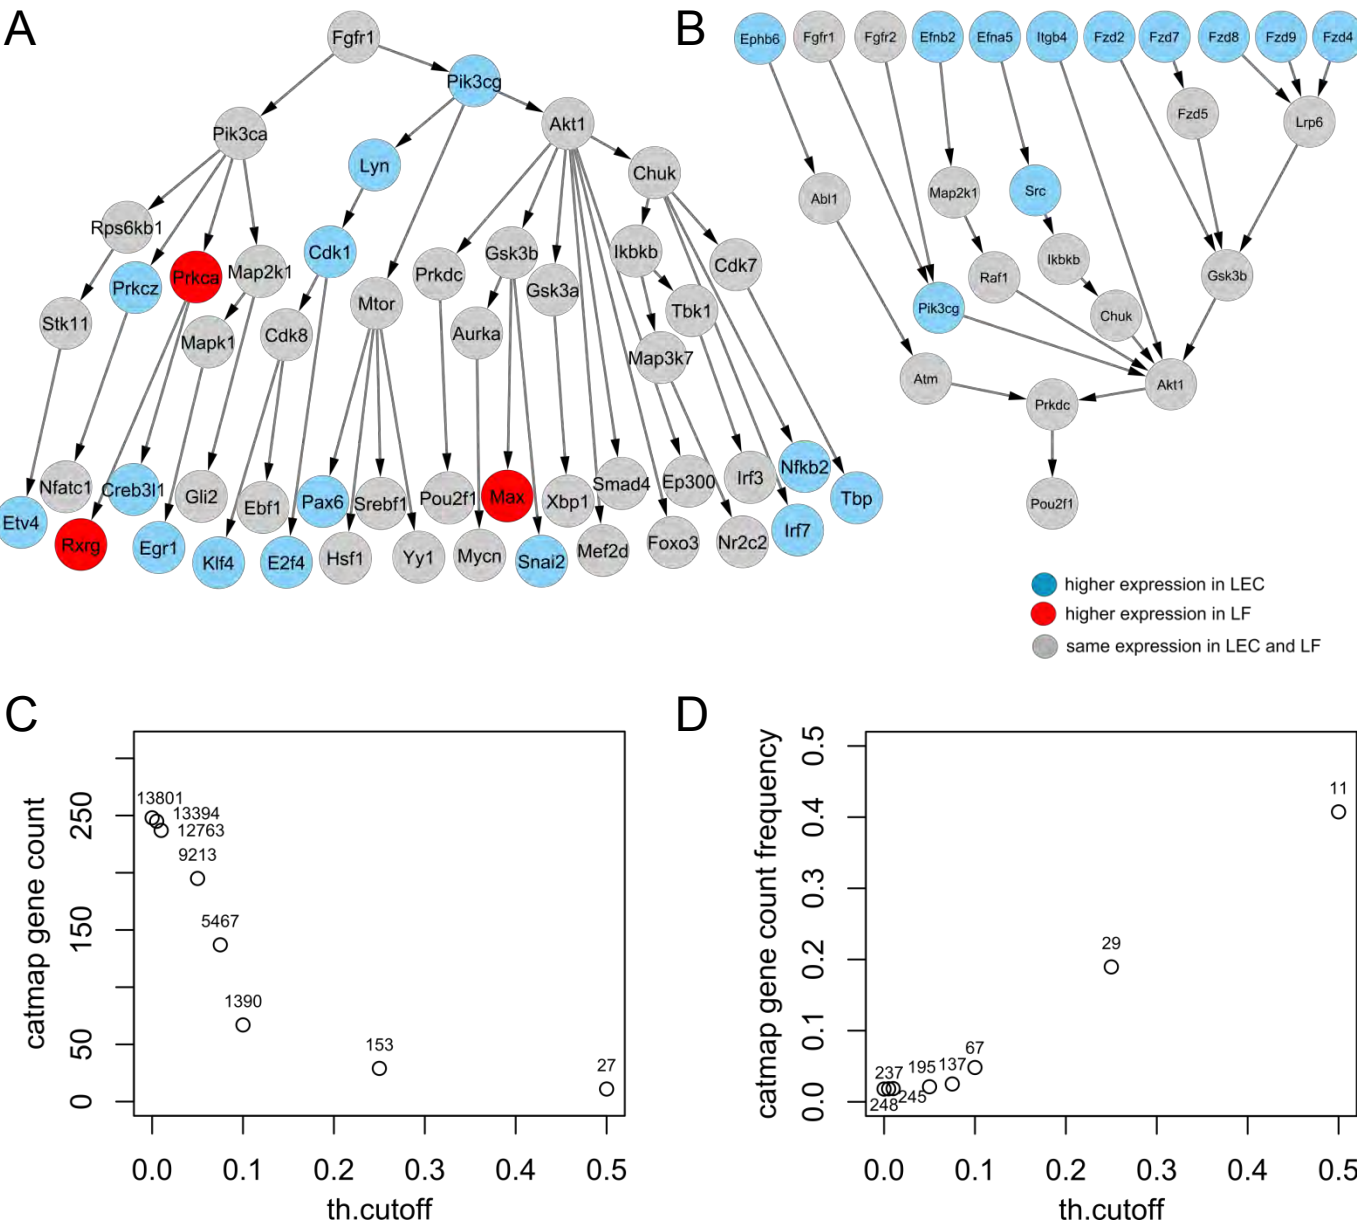 A
B
Fgfr1
Pik3cg
Pik3ca
Akt1
Lyn
Chuk
Rps6kb1
Prkcz
Prkca
Map2k1
Cdk1
Prkdc
Gsk3b
Gsk3a
Ikbkb
Cdk7
Stk11
Mapk1
Cdk8
Mtor
Aurka
Tbk1
Map3k7
Etv4
Nfatc1
Rxrg
Creb3l1
Egr1
Gli2
Klf4
Ebf1
E2f4
Pax6
Hsf1
Srebf1
Yy1
Pou2f1
Mycn
Max
Snai2
Xbp1
Mef2d
Smad4
Foxo3
Ep300
Nr2c2
Irf3
Irf7
Nfkb2
Tbp
Ephb6
Fgfr1
Fgfr2
Efnb2
Efna5
Itgb4
Fzd2
Fzd7
Fzd8
Fzd9
Fzd4
Fzd5
Lrp6
Abl1
Map2k1
Src
Ikbkb
Raf1
Gsk3b
Pik3cg
Chuk
Atm
Akt1
Prkdc
Pou2f1
higher expression in LEC
higher expression in LF
same expression in LEC and LF
C
catmap gene count
0
50
150
250
13801
13394
12763
9213
5467
1390
153
27
0.0
0.1
0.2
0.3
0.4
0.5
th.cutoff
D
catmap gene count frequency
0.0
0.1
0.2
0.3
0.4
0.5
11
29
67
137
195
237
245
248
0.0
0.1
0.2
0.3
0.4
0.5
th.cutoff